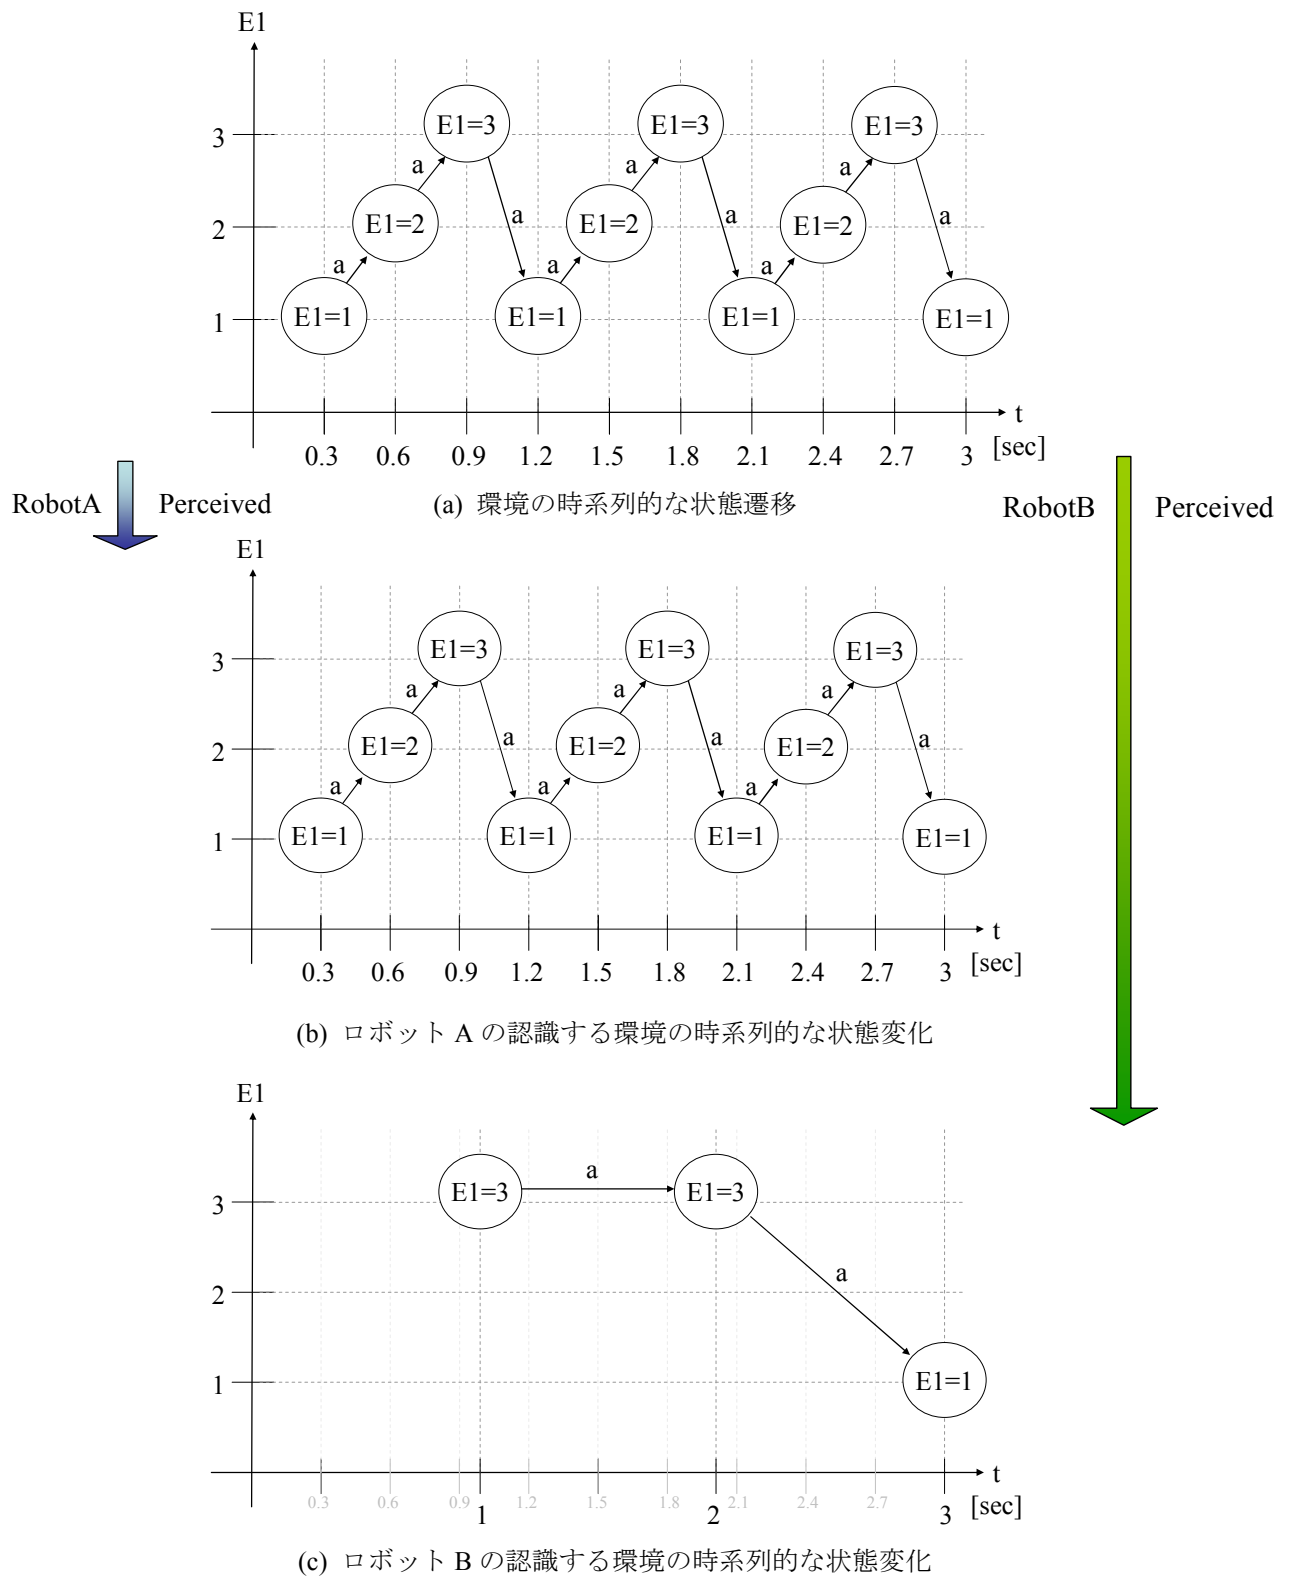 E1
3
2
1
E1=3
E1=3
E1=3
a
a
a
a
a
a
E1=2
E1=2
E1=2
a
a
a
E1=1
E1=1
E1=1
E1=1
t
[sec]
0.3 0.6 0.9 1.2 1.5 1.8 2.1 2.4 2.7 3
(a) 環境の時系列的な状態遷移
RobotA Perceived
RobotB Perceived
E1
3
2
1
E1=3
E1=3
E1=3
a
a
a
a
a
a
E1=2
E1=2
E1=2
a
a
a
E1=1
E1=1
E1=1
E1=1
t
[sec]
0.3 0.6 0.9 1.2 1.5 1.8 2.1 2.4 2.7 3
(b) ロボット A の認識する環境の時系列的な状態変化
E1
3
2
1
E1=3
a
E1=3
a
E1=1
t
[sec]
0.3 0.6 0.9 1.2 1.5 1.8 2.1 2.4 2.7
1 2 3
(c) ロボット B の認識する環境の時系列的な状態変化